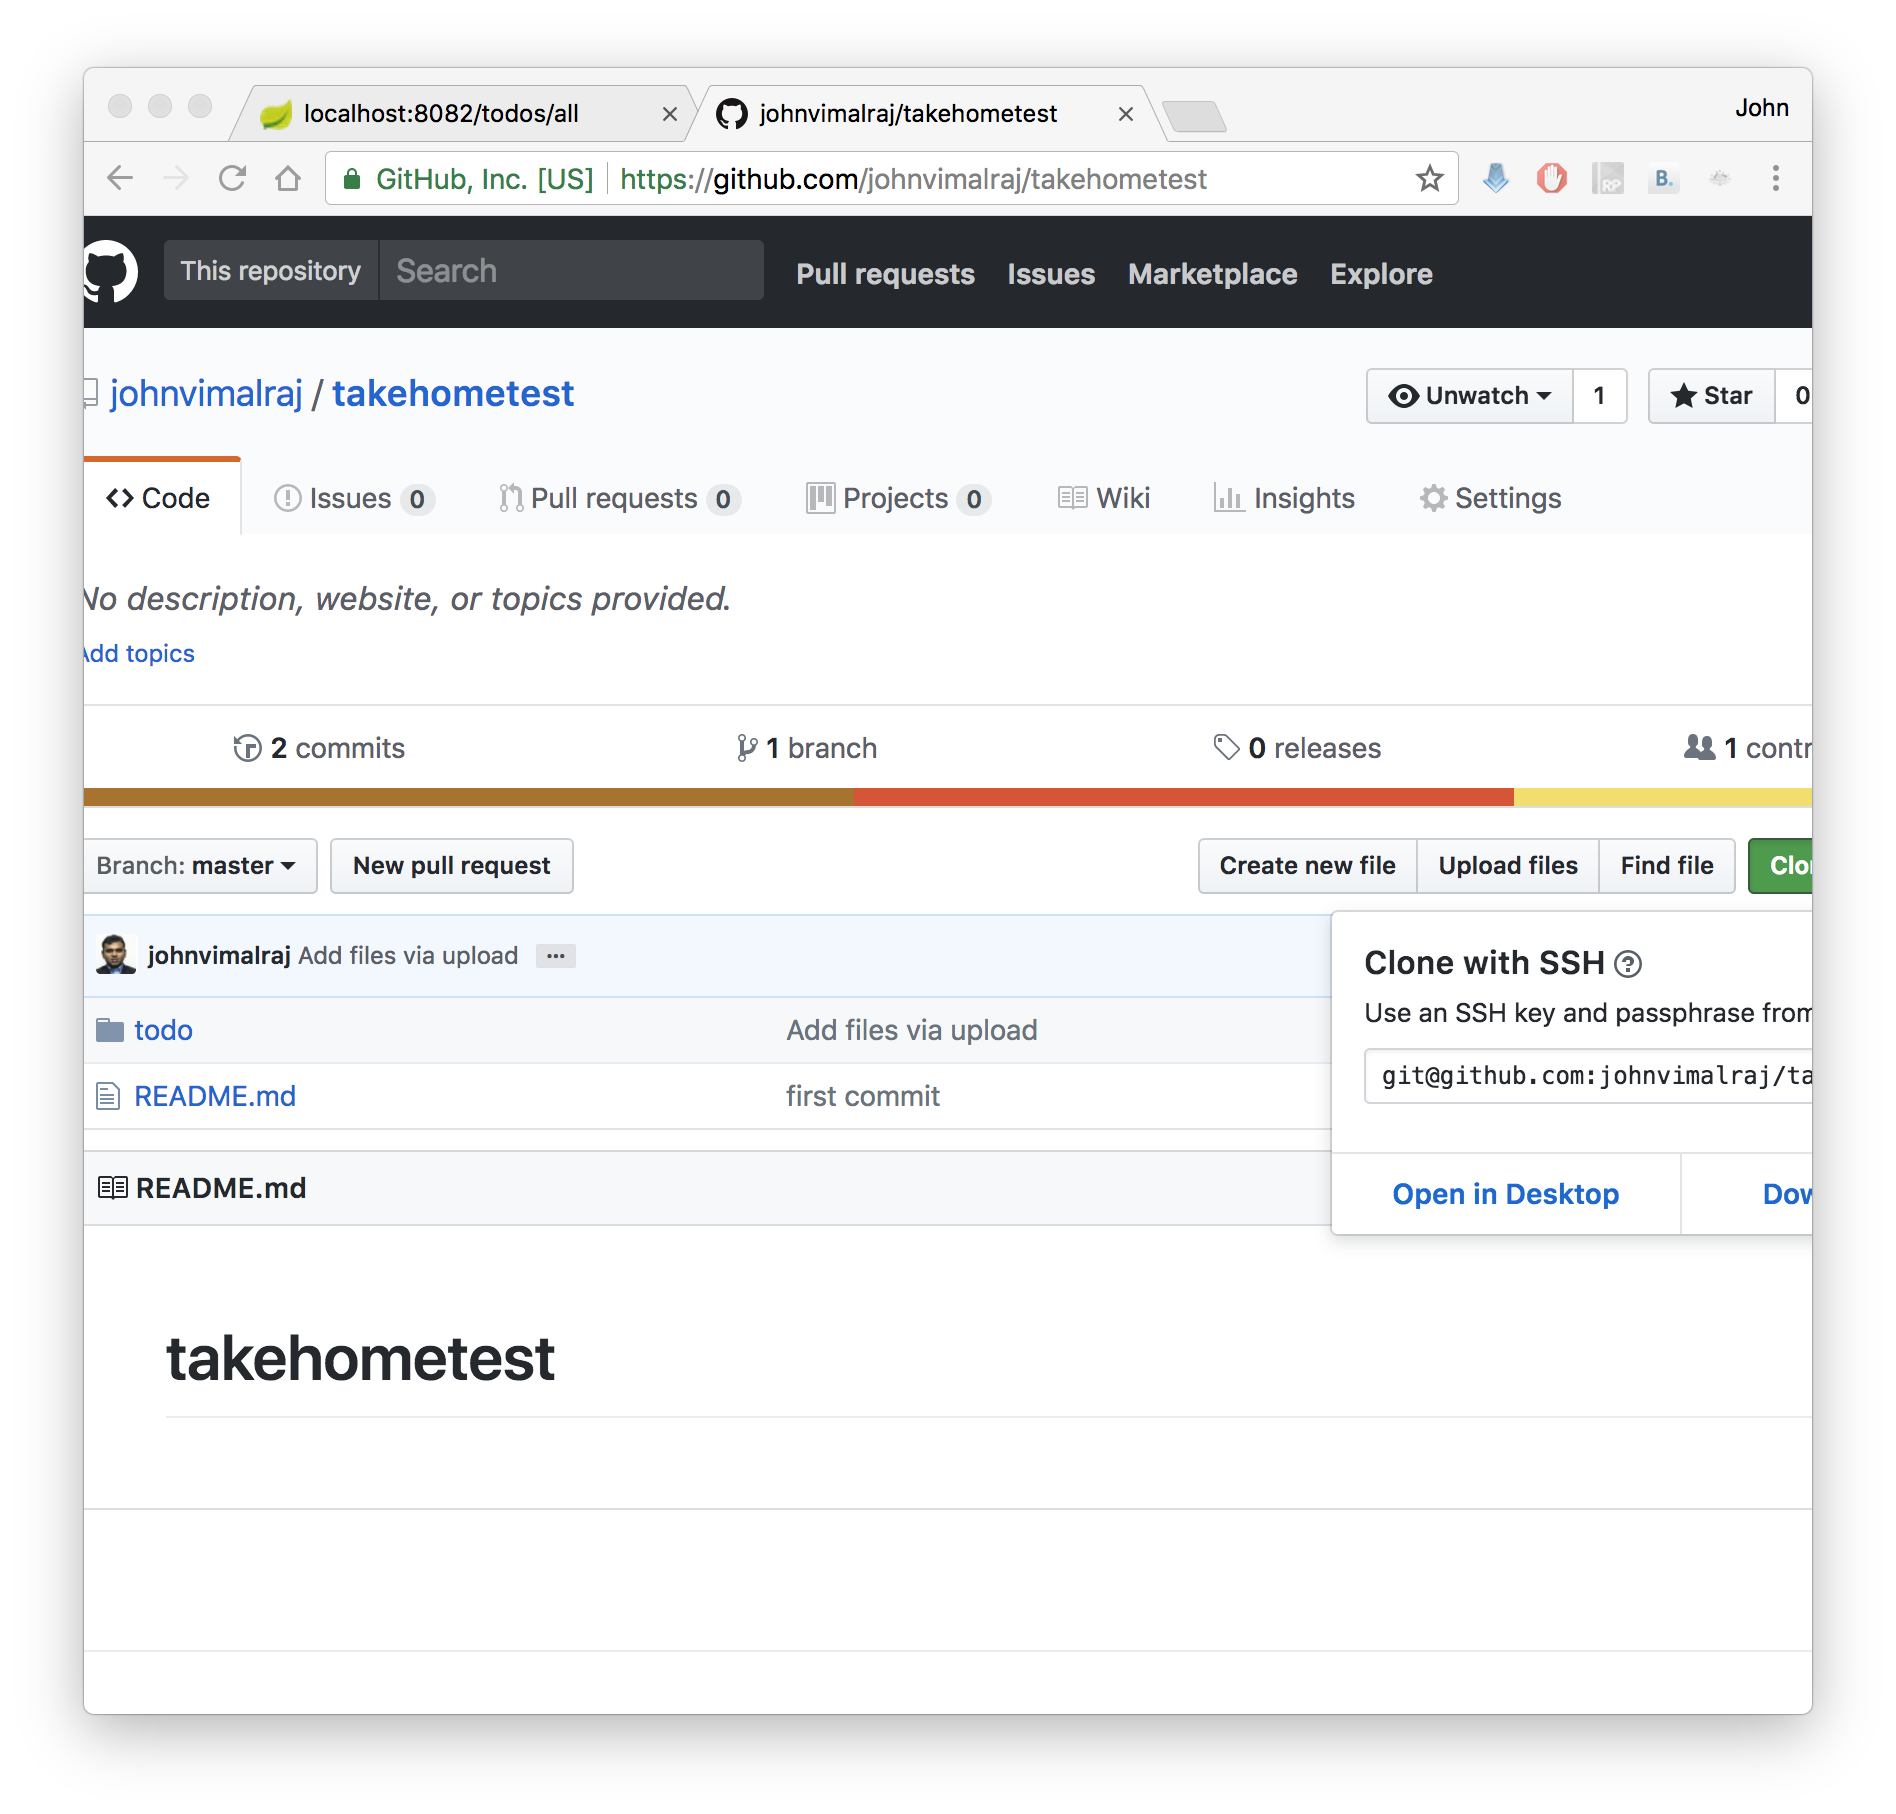 localhost:8082/todos/all
johnvimalraj/takehometest
John
GitHub, Inc. [US] https://github.com/johnvimalraj/takehometest
RP B.
This repository Search Pull requests Issues Marketplace Explore
johnvimalraj / takehometest Unwatch 1 Star 0
Code Issues 0 Pull requests 0 Projects 0 Wiki Insights Settings
No description, website, or topics provided.
Add topics
2 commits 1 branch 0 releases 1 contr
Branch: master New pull request Create new file Upload files Find file Clo
johnvimalraj Add files via upload ...
Clone with SSH ?
Use an SSH key and passphrase from
todo Add files via upload
git@github.com:johnvimalraj/ta
README.md first commit
README.md
Open in Desktop Dow
takehometest